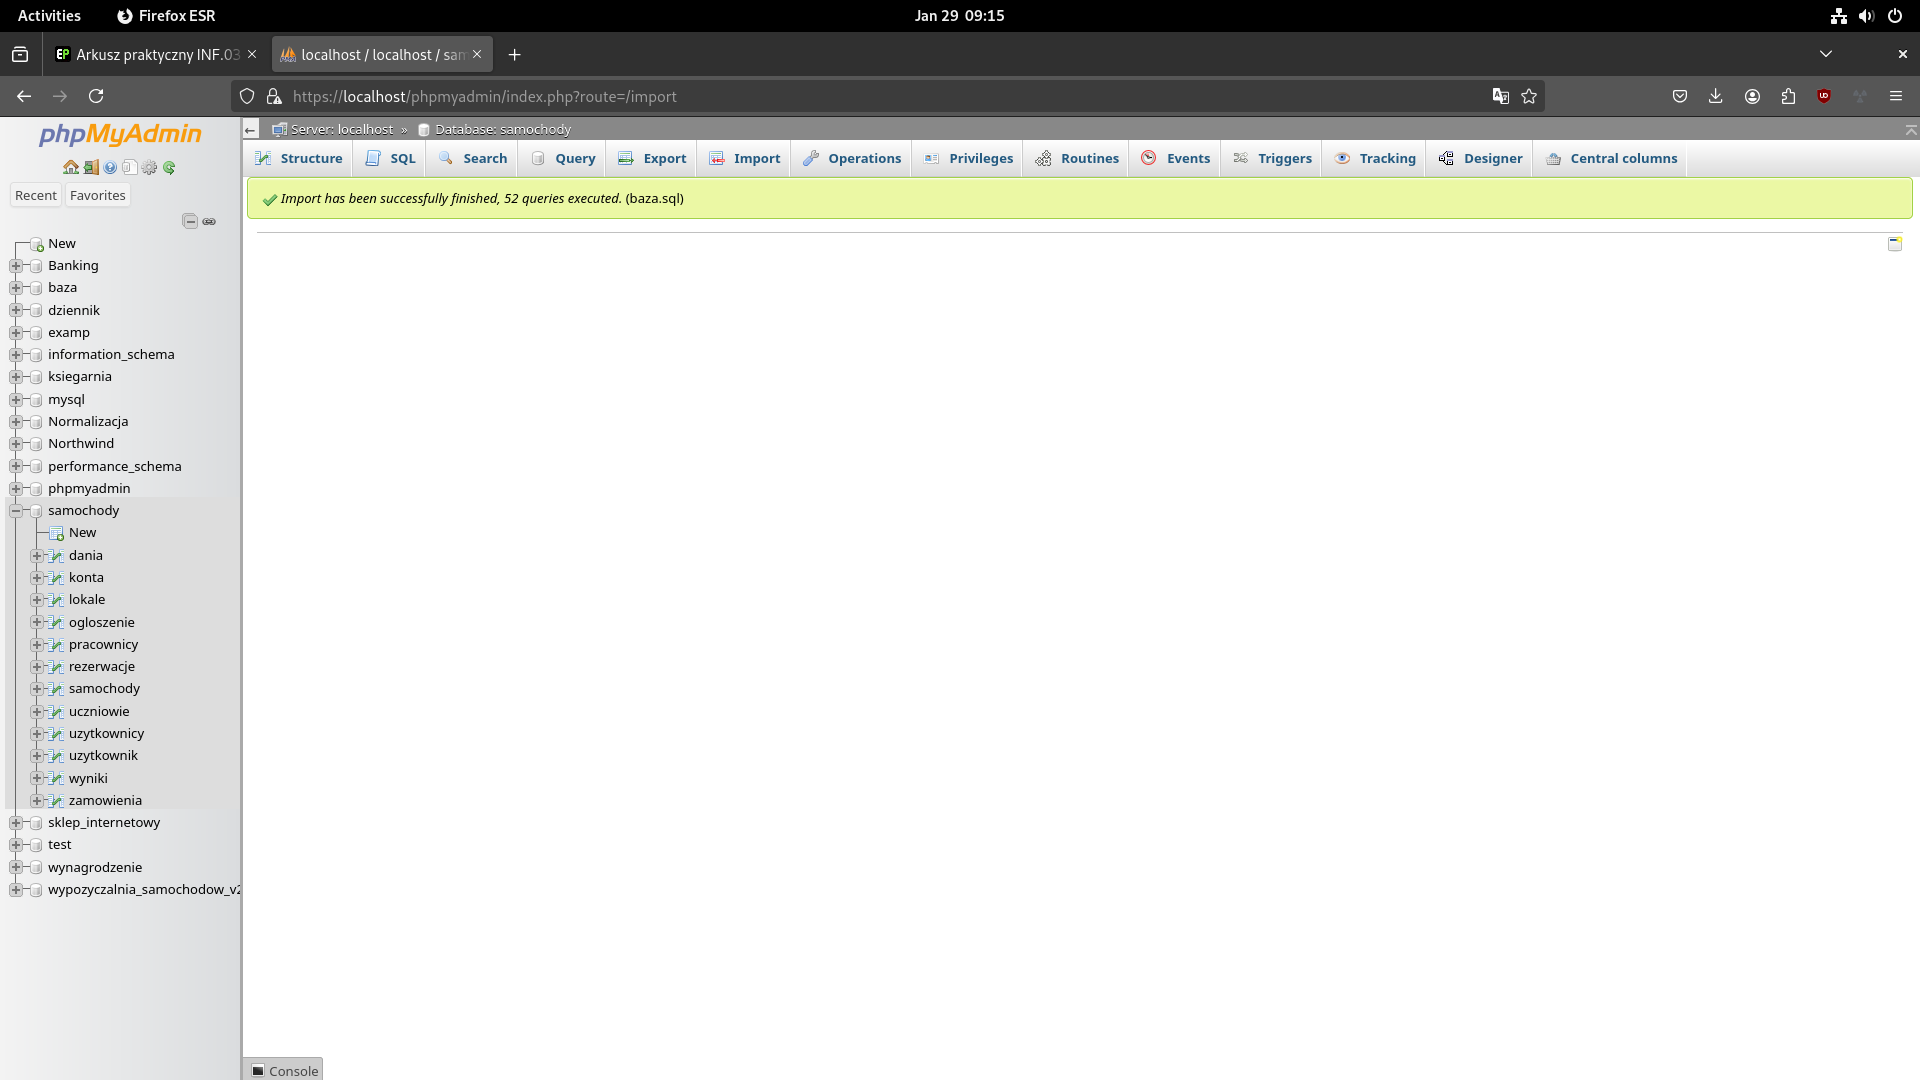 Activities
Firefox ESR
Jan 29 09:15
Arkusz praktyczny INF.03
localhost / localhost / sam
https://localhost/phpmyadmin/index.php?route=/import
phpMyAdmin
Recent
Favorites
New
Banking
baza
dziennik
examp
information_schema
ksiegarnia
mysql
Normalizacja
Northwind
performance_schema
phpmyadmin
samochody
New
dania
konta
lokale
ogloszenie
pracownicy
rezerwacje
samochody
uczniowie
uzytkownicy
uzytkownik
wyniki
zamowienia
sklep_internetowy
test
wynagrodzenie
wypozyczalnia_samochodow_v2
Server: localhost » Database: samochody
Structure
SQL
Search
Query
Export
Import
Operations
Privileges
Routines
Events
Triggers
Tracking
Designer
Central columns
Import has been successfully finished, 52 queries executed. (baza.sql)
Console